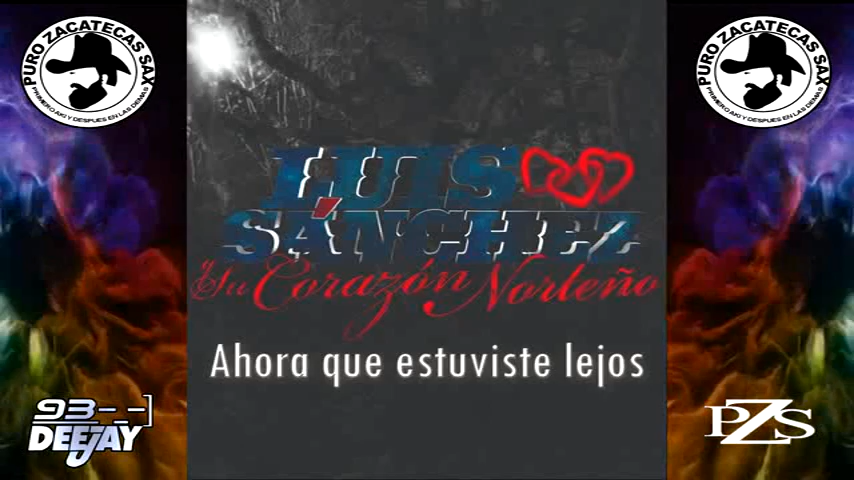 PURO ZACATECAS SAX
PRIMERO AKI Y DESPUES EN LAS DEMAS
PURO ZACATECAS SAX
PRIMERO AKI Y DESPUES EN LAS DEMAS
LUIS
SÁNCHEZ
y Su Corazón Norteño
Ahora que estuviste lejos
93
DEEJAY
PZS